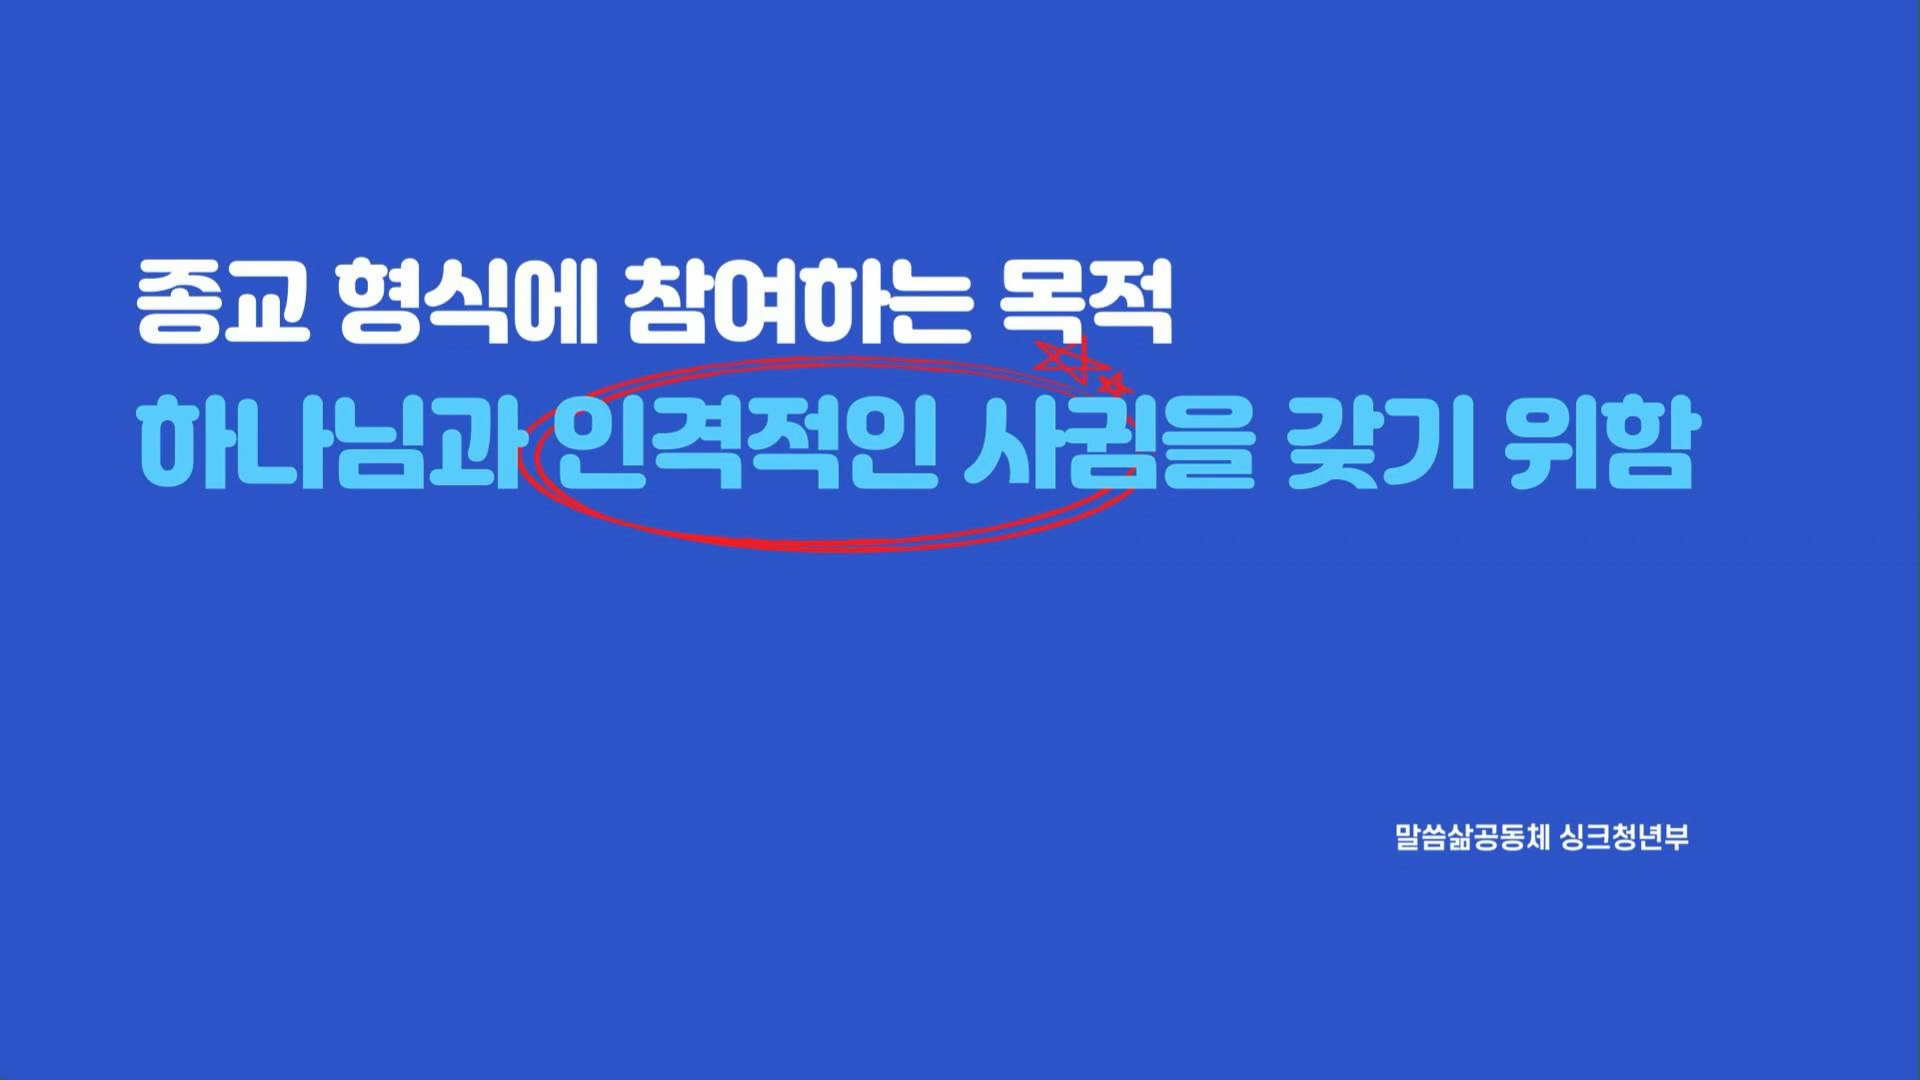 종교 형식에 참여하는 목적
하나님과 인격적인 사귐을 갖기 위함
말씀삶공동체 싱크청년부